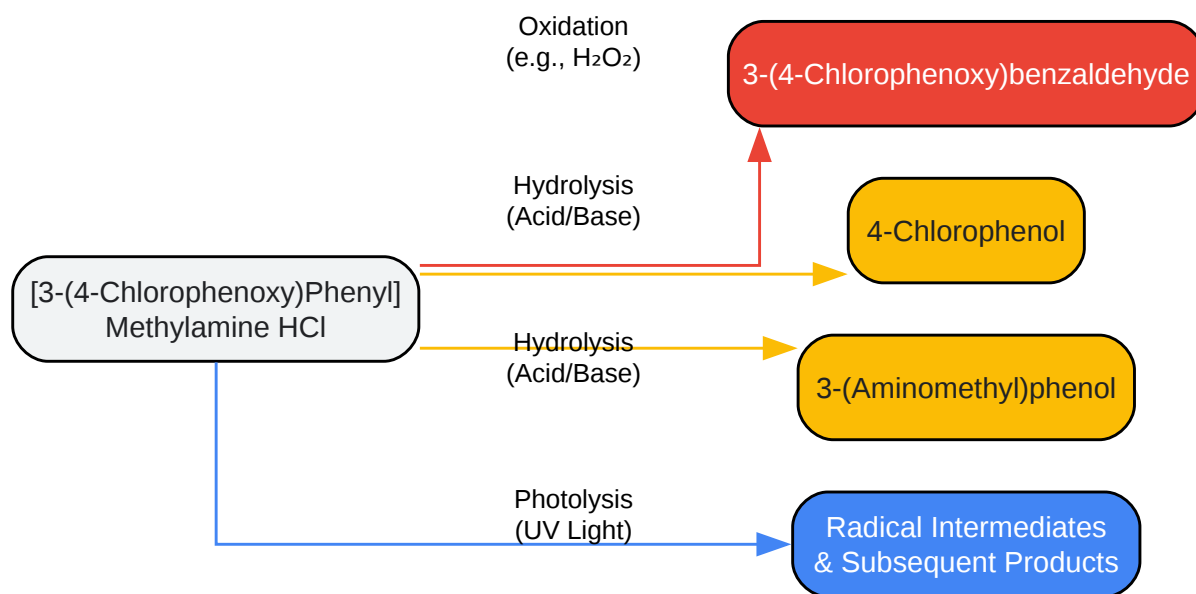 Oxidation
(e.g., H₂O₂)
3-(4-Chlorophenoxy)benzaldehyde
Hydrolysis
(Acid/Base)
4-Chlorophenol
[3-(4-Chlorophenoxy)Phenyl]
Methylamine HCl
Hydrolysis
(Acid/Base)
3-(Aminomethyl)phenol
Photolysis
(UV Light)
Radical Intermediates
& Subsequent Products